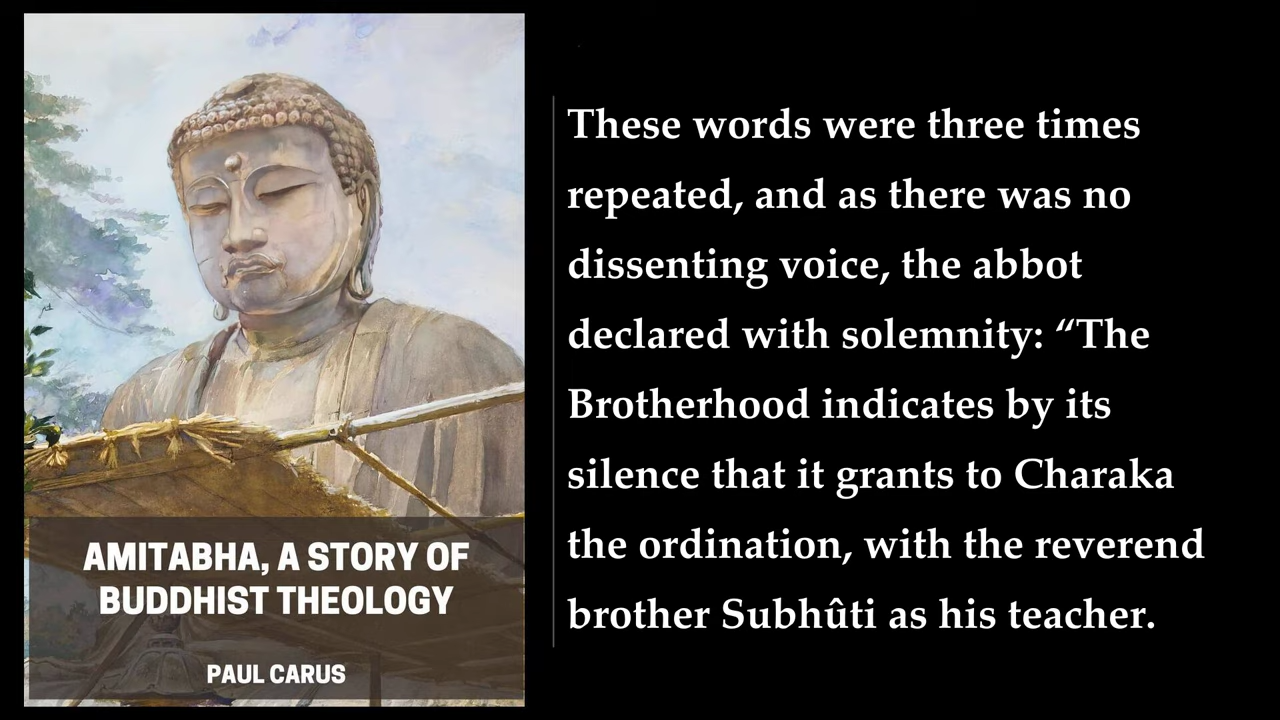 AMITABHA, A STORY OF
BUDDHIST THEOLOGY
PAUL CARUS
These words were three times
repeated, and as there was no
dissenting voice, the abbot
declared with solemnity: “The
Brotherhood indicates by its
silence that it grants to Charaka
the ordination, with the reverend
brother Subhûti as his teacher.